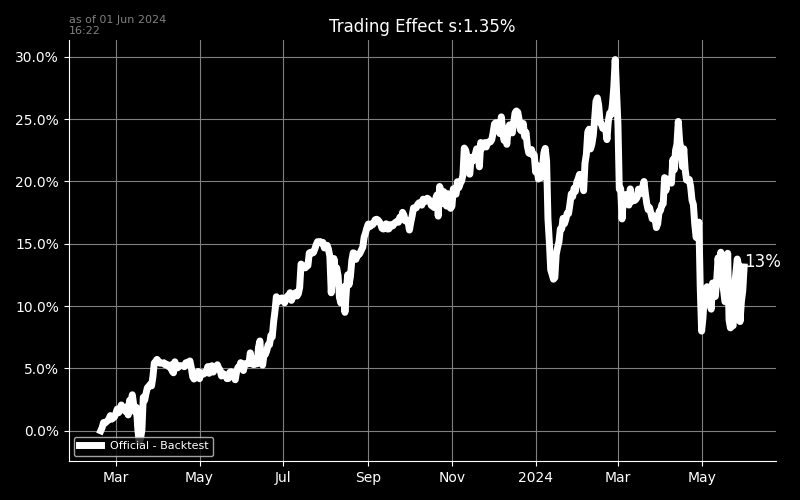 as of 01 Jun 2024
16:22
Trading Effect s:1.35%
30.0%
25.0%
20.0%
15.0%
10.0%
5.0%
0.0%
13%
Official - Backtest
Mar May Jul Sep Nov 2024 Mar May